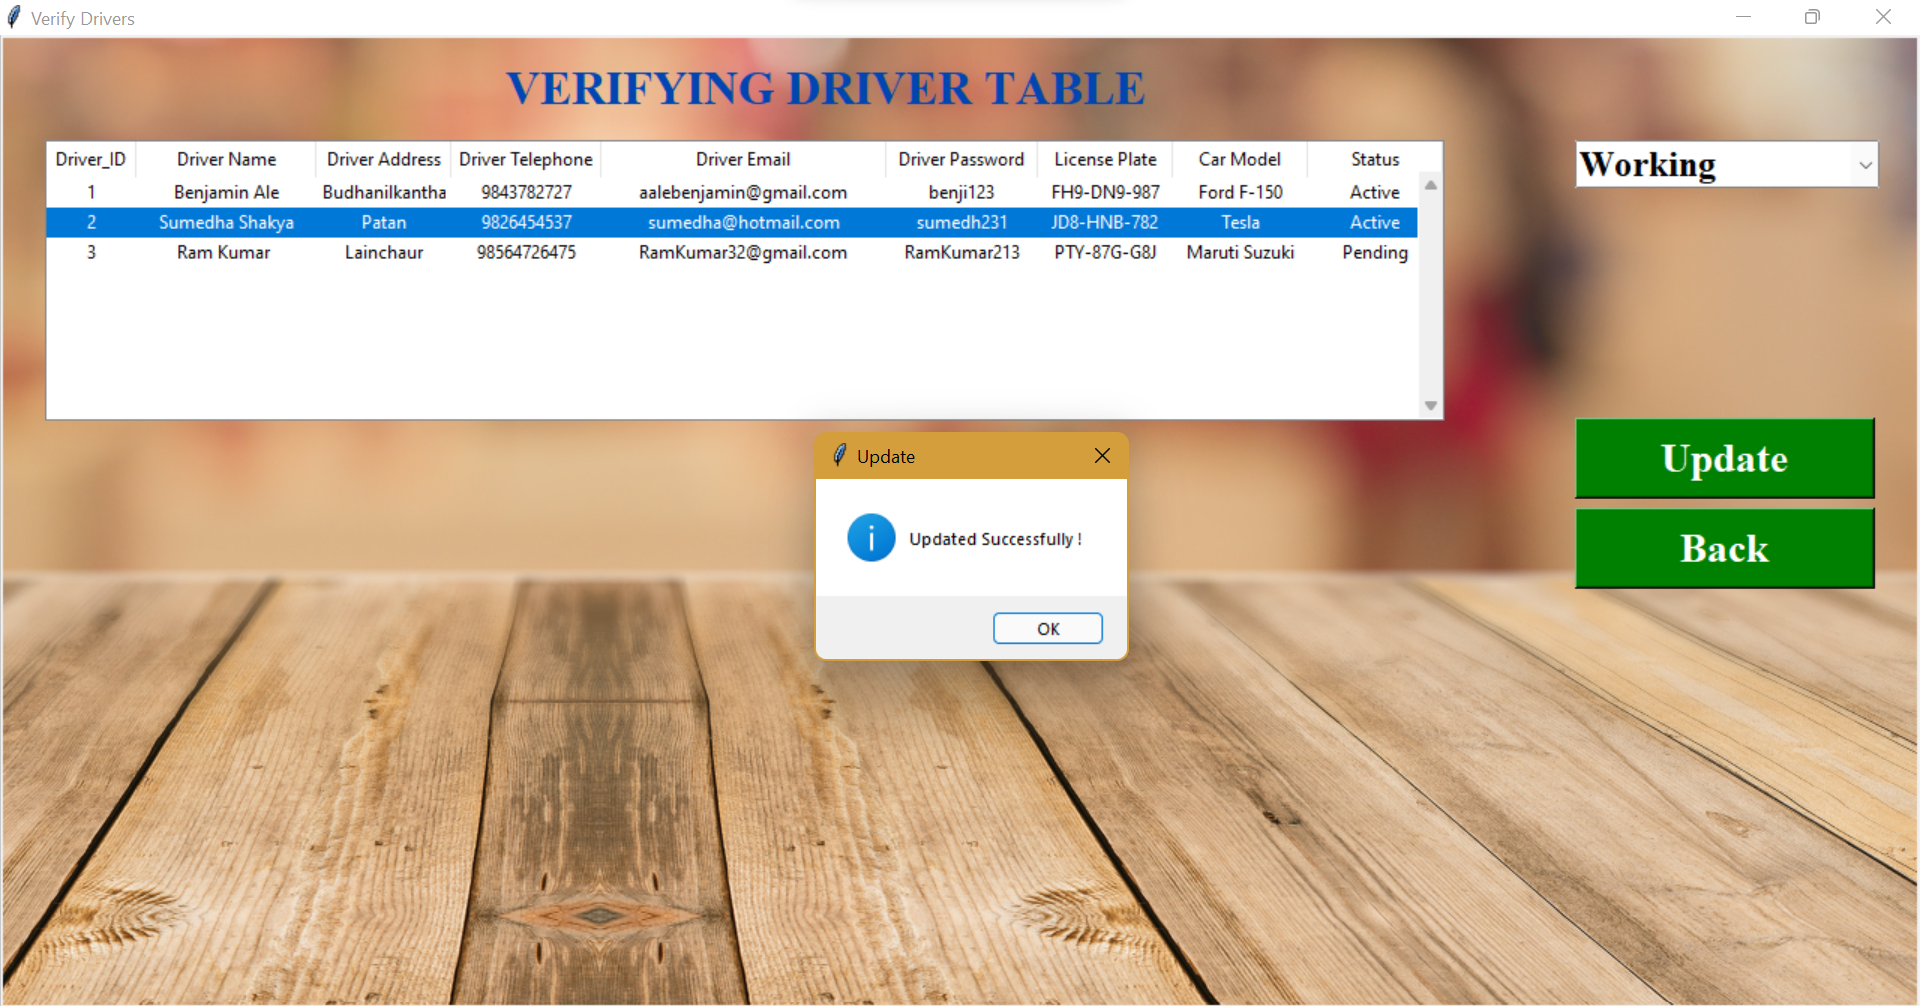 Verify Drivers
VERIFYING DRIVER TABLE
Driver_ID Driver Name Driver Address Driver Telephone Driver Email Driver Password License Plate Car Model Status
1 Benjamin Ale Budhanilkantha 9843782727 aalebenjamin@gmail.com benji123 FH9-DN9-987 Ford F-150 Active
2 Sumedha Shakya Patan 9826454537 sumedha@hotmail.com sumedh231 JD8-HNB-782 Tesla Active
3 Ram Kumar Lainchaur 98564726475 RamKumar32@gmail.com RamKumar213 PTY-87G-G8J Maruti Suzuki Pending
Working
Update
Back
Update
i
Updated Successfully !
OK